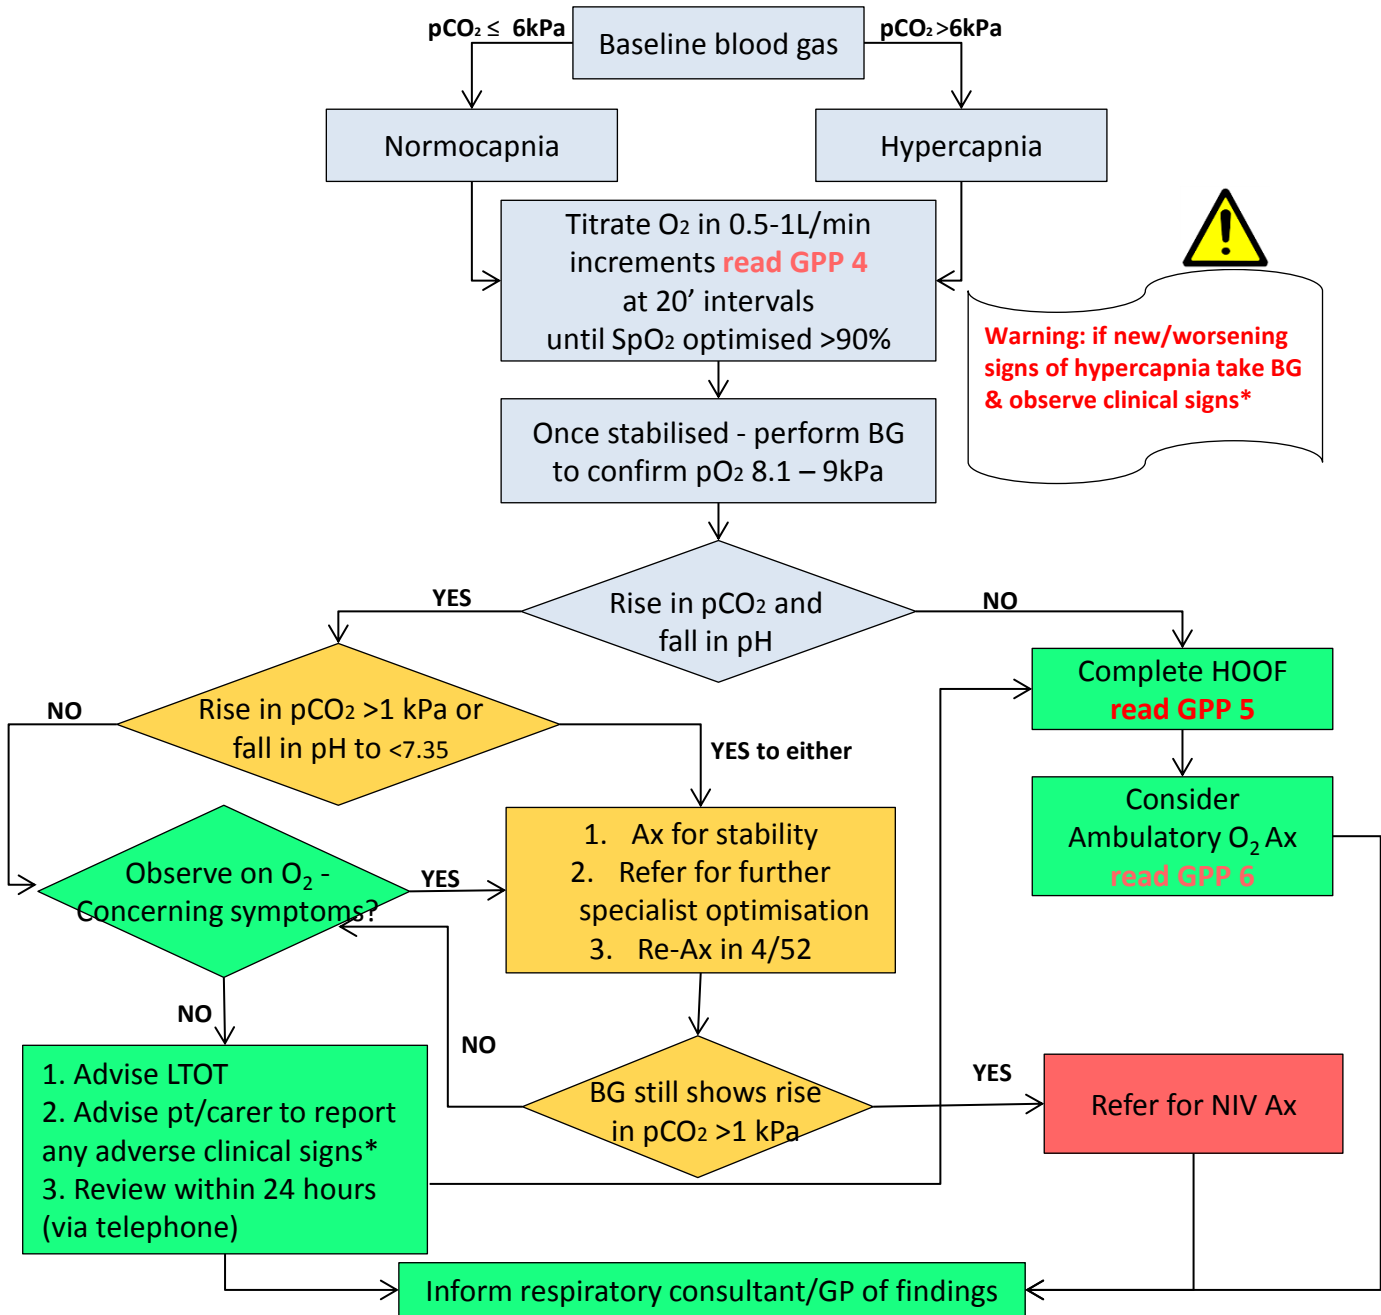 pCO₂ ≤ 6kPa
Baseline blood gas
pCO₂ >6kPa
Normocapnia
Hypercapnia
Titrate O₂ in 0.5-1L/min
increments read GPP 4
at 20’ intervals
until SpO₂ optimised >90%
Warning: if new/worsening
signs of hypercapnia take BG
& observe clinical signs*
Once stabilised - perform BG
to confirm pO₂ 8.1 – 9kPa
Rise in pCO₂ and
fall in pH
YES
NO
Rise in pCO₂ >1 kPa or
fall in pH to <7.35
NO
YES to either
Complete HOOF
read GPP 5
Consider
Ambulatory O₂ Ax
read GPP 6
Observe on O₂ -
Concerning symptoms?
YES
NO
1. Ax for stability
2. Refer for further
specialist optimisation
3. Re-Ax in 4/52
BG still shows rise
in pCO₂ >1 kPa
NO
YES
Refer for NIV Ax
1. Advise LTOT
2. Advise pt/carer to report
any adverse clinical signs*
3. Review within 24 hours
(via telephone)
Inform respiratory consultant/GP of findings